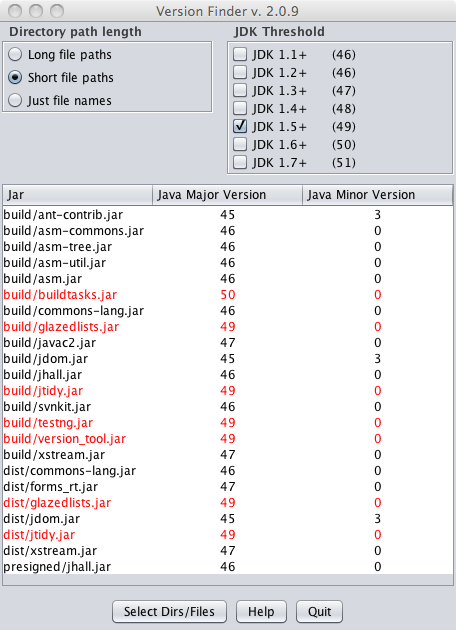 Version Finder v. 2.0.9
Directory path length
Long file paths
Short file paths
Just file names
JDK Threshold
JDK 1.1+ (46)
JDK 1.2+ (46)
JDK 1.3+ (47)
JDK 1.4+ (48)
JDK 1.5+ (49)
JDK 1.6+ (50)
JDK 1.7+ (51)
Jar Java Major Version Java Minor Version
build/ant-contrib.jar 45 3
build/asm-commons.jar 46 0
build/asm-tree.jar 46 0
build/asm-util.jar 46 0
build/asm.jar 46 0
build/buildtasks.jar 50 0
build/commons-lang.jar 46 0
build/glazedlists.jar 49 0
build/javac2.jar 47 0
build/jdom.jar 45 3
build/jhall.jar 46 0
build/jtidy.jar 49 0
build/svnkit.jar 46 0
build/testng.jar 49 0
build/version_tool.jar 49 0
build/xstream.jar 47 0
dist/commons-lang.jar 46 0
dist/forms_rt.jar 47 0
dist/glazedlists.jar 49 0
dist/jdom.jar 45 3
dist/jtidy.jar 49 0
dist/xstream.jar 47 0
presigned/jhall.jar 46 0
Select Dirs/Files Help Quit